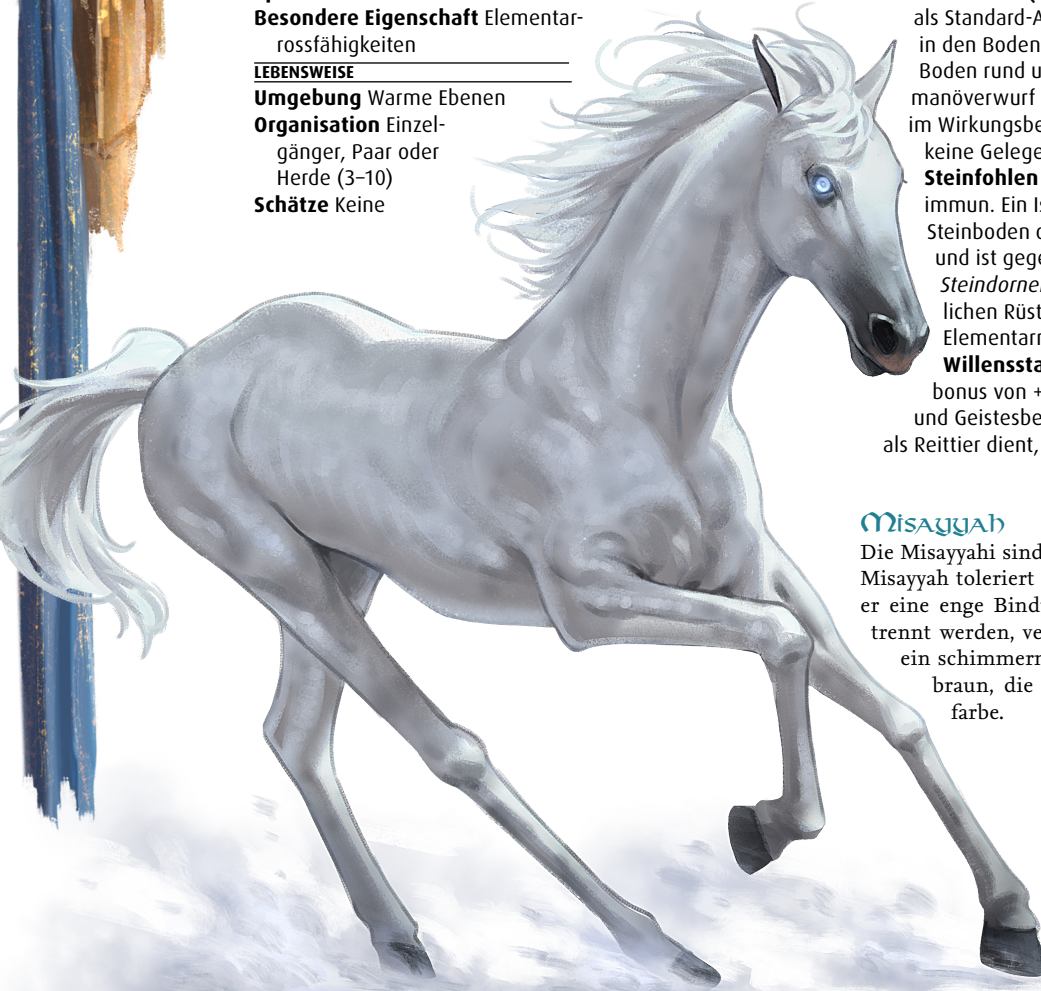 Besondere Eigenschaft Elementar-
rossfähigkeiten
LEBENSWEISE
Umgebung Warme Ebenen
Organisation Einzel-
gänger, Paar oder
Herde (3–10)
Schätze Keine
als Standard-A
in den Boden
Boden rund u
manöverwurf
im Wirkungsbe
keine Gelege
Steinfohlen
immun. Ein Is
Steinboden
und ist gege
Steindorne
lichen Rüst
Elementarr
Willenssta
bonus von +
und Geistesbe
als Reittier dient,
Misayyah
Die Misayyahi sind
Misayyah toleriert
er eine enge Bind
trennt werden, ve
ein schimmern
braun, die
farbe.